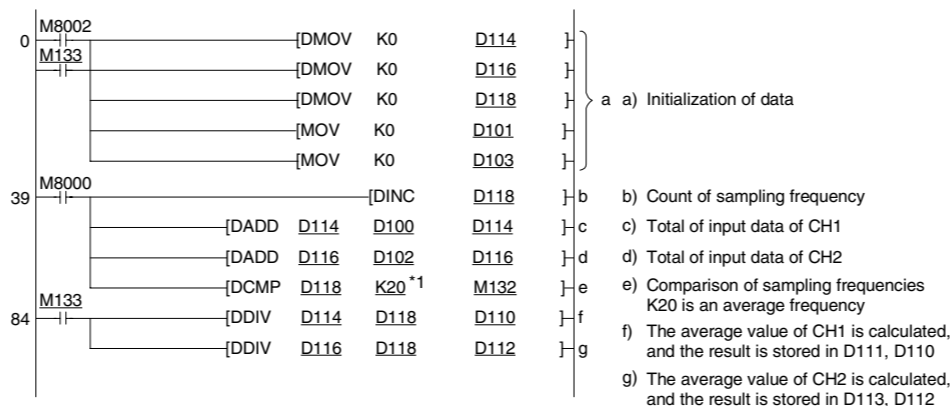 M8002
0 [DMOV K0 D114 ]
M133
[DMOV K0 D116 ]
[DMOV K0 D118 ] a a) Initialization of data
[MOV K0 D101 ]
[MOV K0 D103 ]
M8000
39 [DINC D118 ] b b) Count of sampling frequency
[DADD D114 D100 D114 ] c c) Total of input data of CH1
[DADD D116 D102 D116 ] d d) Total of input data of CH2
[DCMP D118 K20 *1 M132 ] e e) Comparison of sampling frequencies
K20 is an average frequency
M133
84 [DDIV D114 D118 D110 ] f f) The average value of CH1 is calculated,
and the result is stored in D111, D110
[DDIV D116 D118 D112 ] g
g) The average value of CH2 is calculated,
and the result is stored in D113, D112